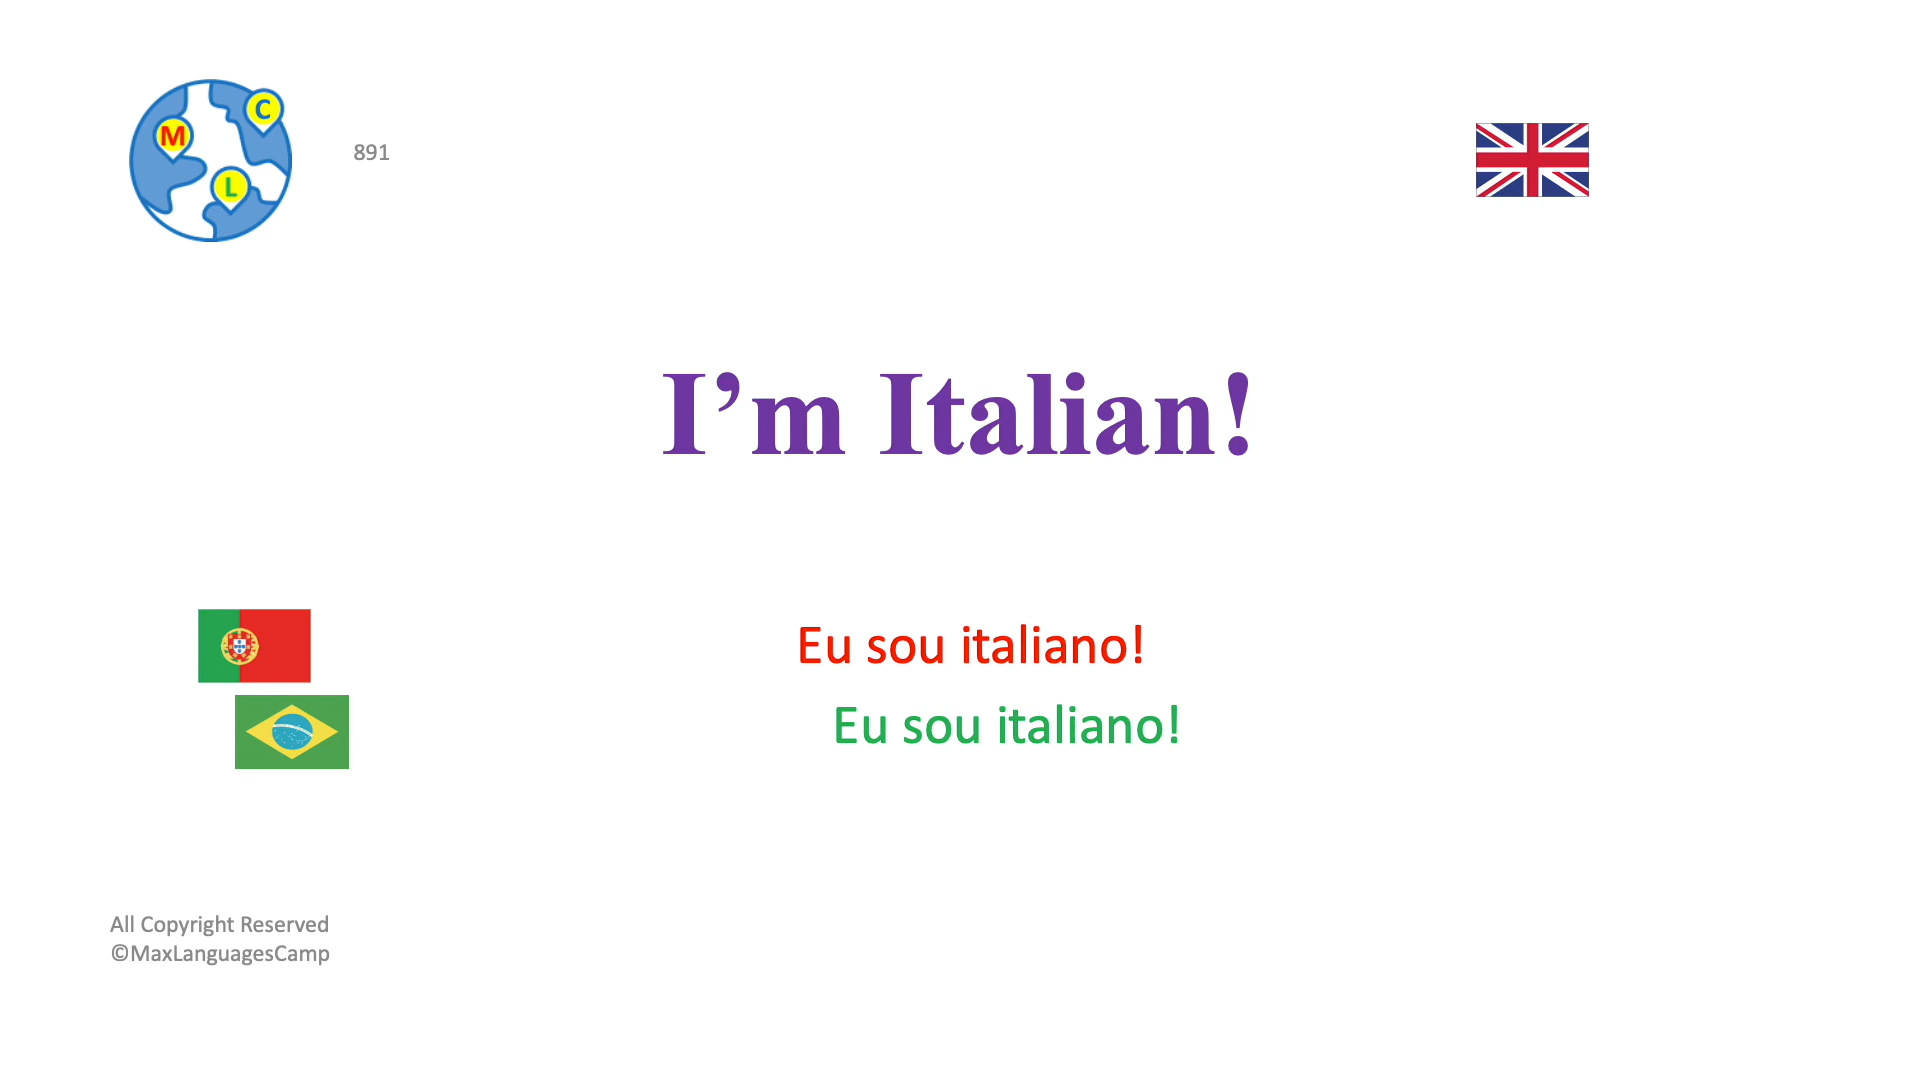 M
C
L
891
I’m Italian!
Eu sou italiano!
Eu sou italiano!
All Copyright Reserved
©MaxLanguagesCamp